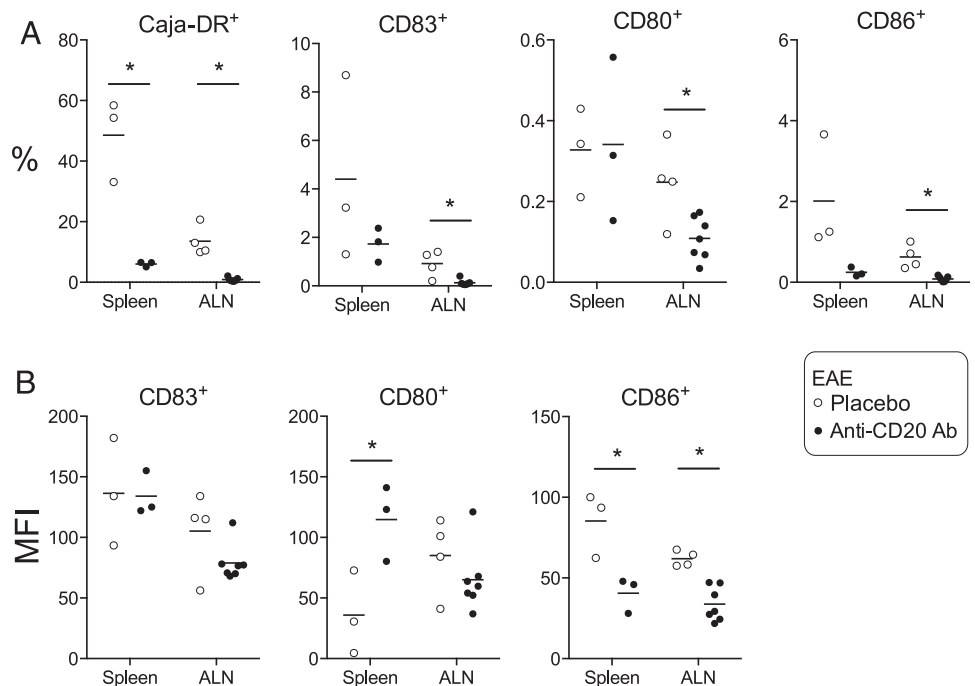 A
Caja-DR+
CD83+
CD80+
CD86+
%
80
60
40
20
0
*
*
Spleen
ALN
10
8
6
4
2
0
*
Spleen
ALN
0.6
0.4
0.2
0.0
*
Spleen
ALN
6
4
2
0
*
Spleen
ALN
B
CD83+
CD80+
CD86+
MFI
200
150
100
50
0
Spleen
ALN
200
150
100
50
0
*
Spleen
ALN
150
100
50
0
*
*
Spleen
ALN
EAE
Placebo
Anti-CD20 Ab